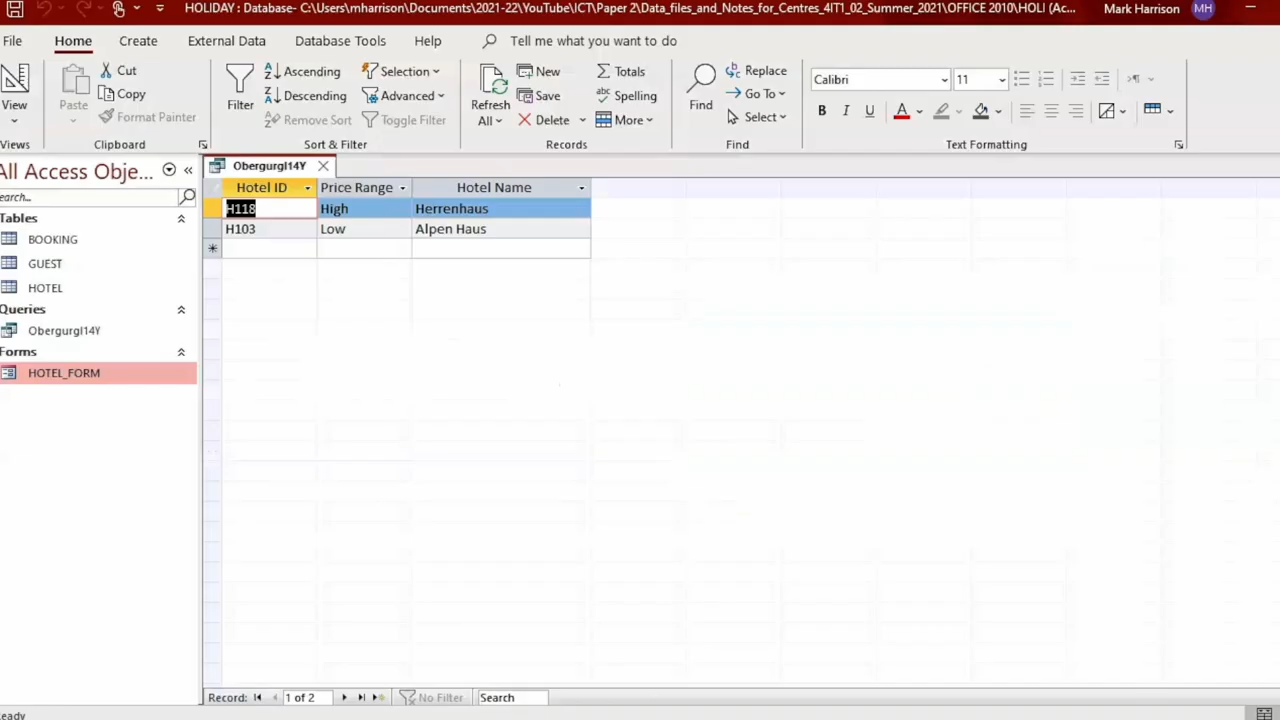 HOLIDAY : Database- C:\Users\mharrison\Documents\2021-22\YouTube\ICT\Paper 2\Data_files_and_Notes_for_Centres_4IT1_02_Summer_2021\OFFICE 2010\HOLI (Ac...
Mark Harrison
MH
File Home Create External Data Database Tools Help Tell me what you want to do
View
Views
Paste
Cut
Copy
Format Painter
Clipboard
Filter
Ascending
Descending
Remove Sort
Selection
Advanced
Toggle Filter
Sort & Filter
Refresh
All
New
Save
Delete
Totals
Spelling
More
Records
Find
Replace
Go To
Select
Find
Calibri 11
B I U
Text Formatting
All Access Obje...
earch...
Tables
BOOKING
GUEST
HOTEL
Queries
Obergurgl14Y
Forms
HOTEL_FORM
Obergurgl14Y
Hotel ID Price Range Hotel Name
H118 High Herrenhaus
H103 Low Alpen Haus
Record: 1 of 2 No Filter Search
eady